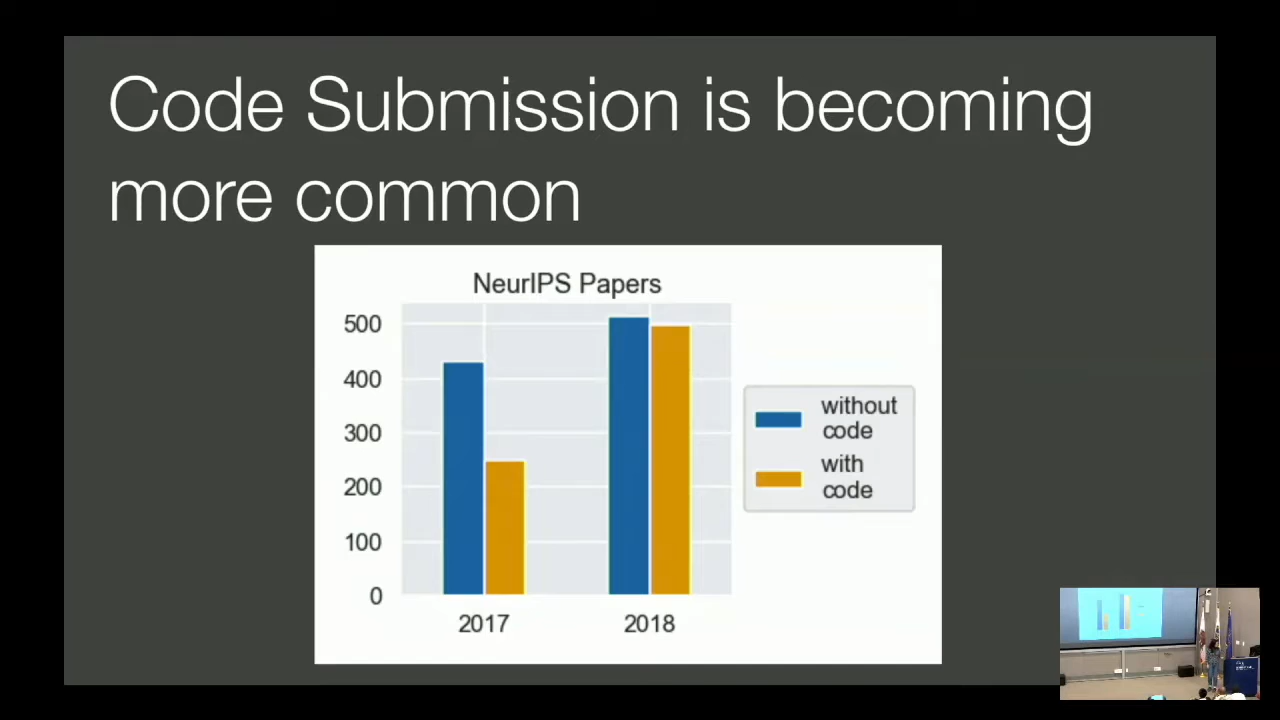 Code Submission is becoming
more common
NeurIPS Papers
500
400
300
200
100
0
2017
2018
without
code
with
code